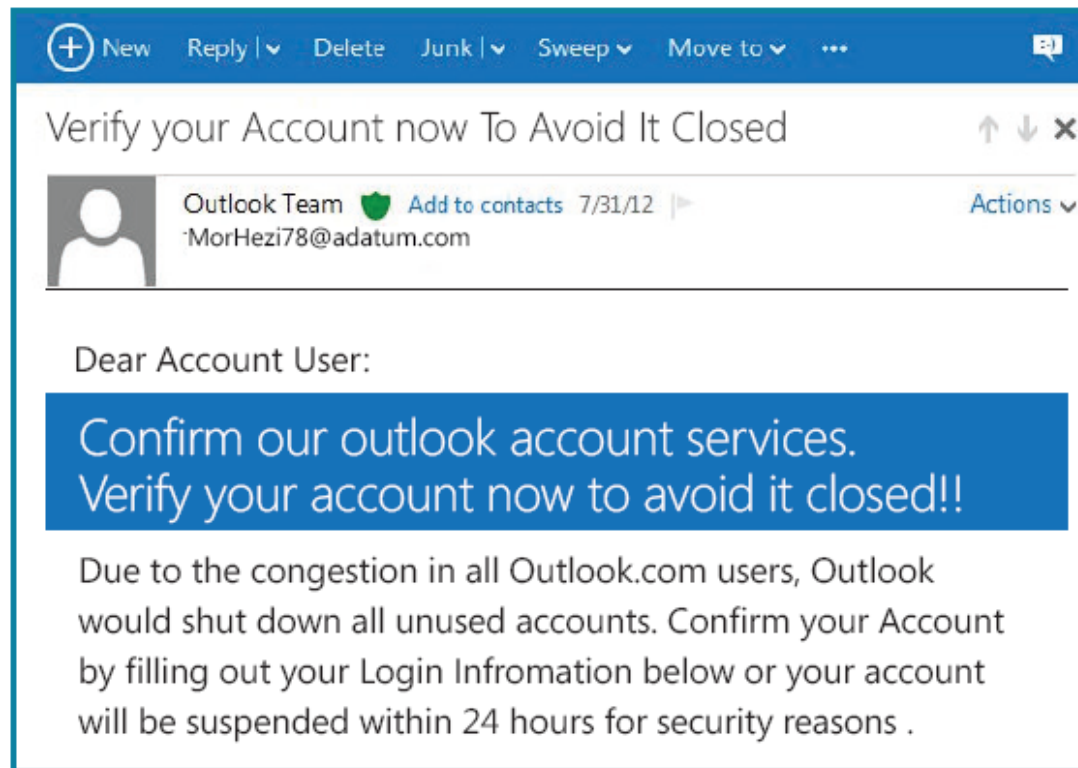 New Reply Delete Junk Sweep Move to ...
Verify your Account now To Avoid It Closed
Outlook Team Add to contacts 7/31/12 Actions
MorHezi78@adatum.com
Dear Account User:
Confirm our outlook account services.
Verify your account now to avoid it closed!!
Due to the congestion in all Outlook.com users, Outlook
would shut down all unused accounts. Confirm your Account
by filling out your Login Infromation below or your account
will be suspended within 24 hours for security reasons .